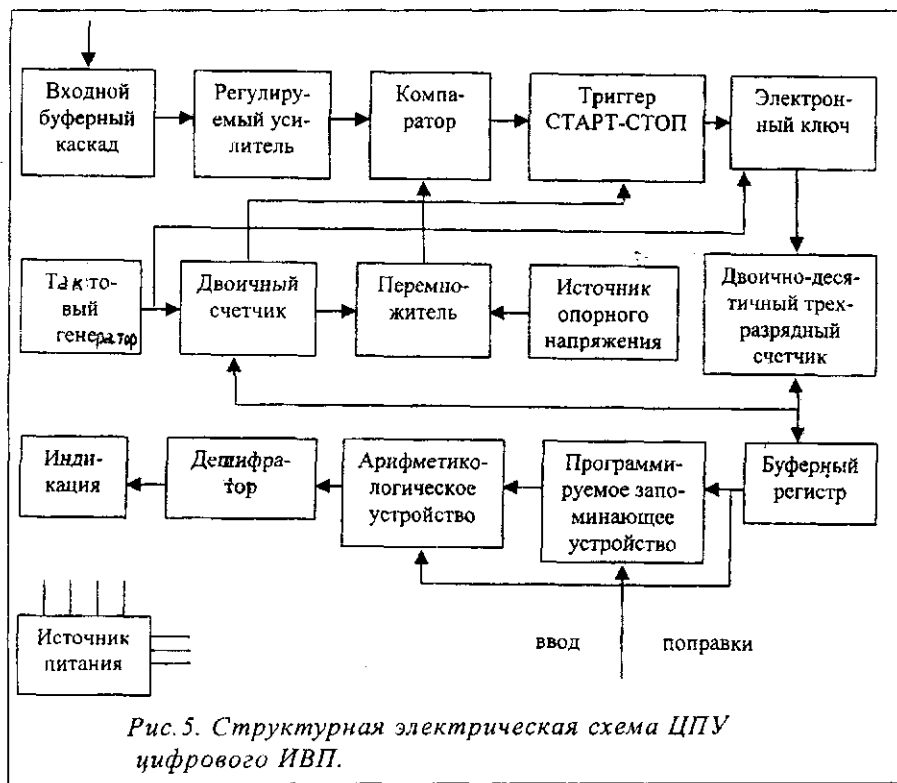 Входной
буферный
каскад
Регулиру-
емый уси-
литель
Компа-
ратор
Триггер
СТАРТ-СТОП
Электрон-
ный ключ
Такто-
вый
генератор
Двоичный
счетчик
Перемно-
житель
Источник
опорного
напряжения
Двоично-деся-
тичный трех-
разрядный
счетчик
Инди-
кация
Дешифра-
тор
Арифметико-
логическое
устройство
Программи-
руемое запо-
минающее
устройство
Буферный
регистр
Источник
питания
ввод поправки
Рис.5. Структурная электрическая схема ЦПУ
цифрового ИВП.